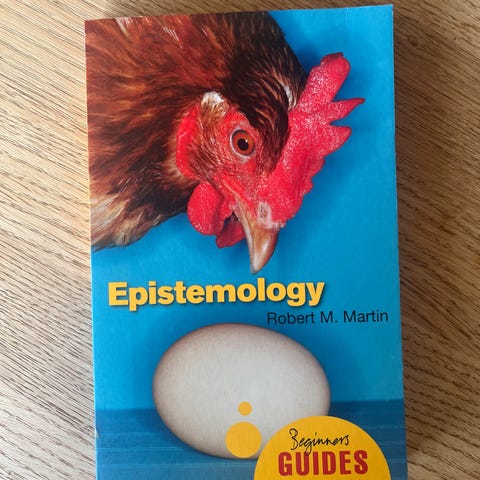 Epistemology
Robert M. Martin
Beginners
GUIDES